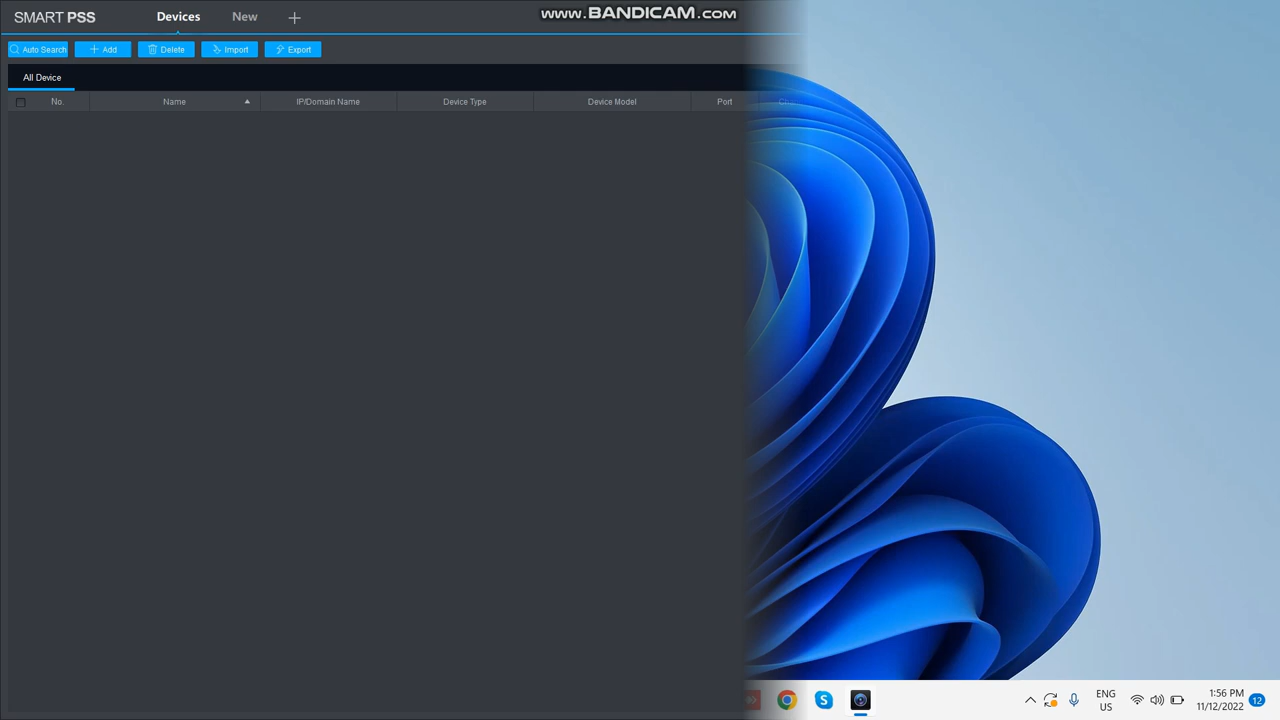 SMART PSS Devices New
www.BANDICAM.com
Auto Search Add Delete Import Export
All Device
No. Name IP/Domain Name Device Type Device Model Port
ENG
US
1:56 PM
11/12/2022
12